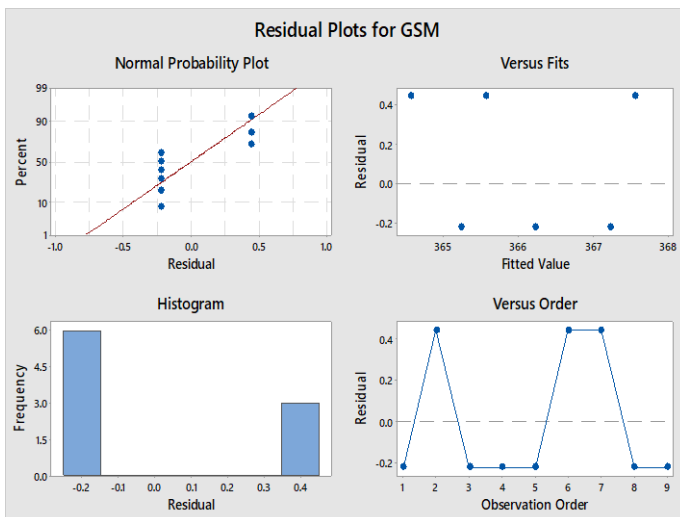 Residual Plots for GSM
Normal Probability Plot
99
90
50
10
1
Percent
-1.0 -0.5 0.0 0.5 1.0
Residual
Versus Fits
0.4
0.2
0.0
-0.2
Residual
365 366 367 368
Fitted Value
Histogram
6.0
4.5
3.0
1.5
0.0
Frequency
-0.2 -0.1 0.0 0.1 0.2 0.3 0.4
Residual
Versus Order
0.4
0.2
0.0
-0.2
Residual
1 2 3 4 5 6 7 8 9
Observation Order